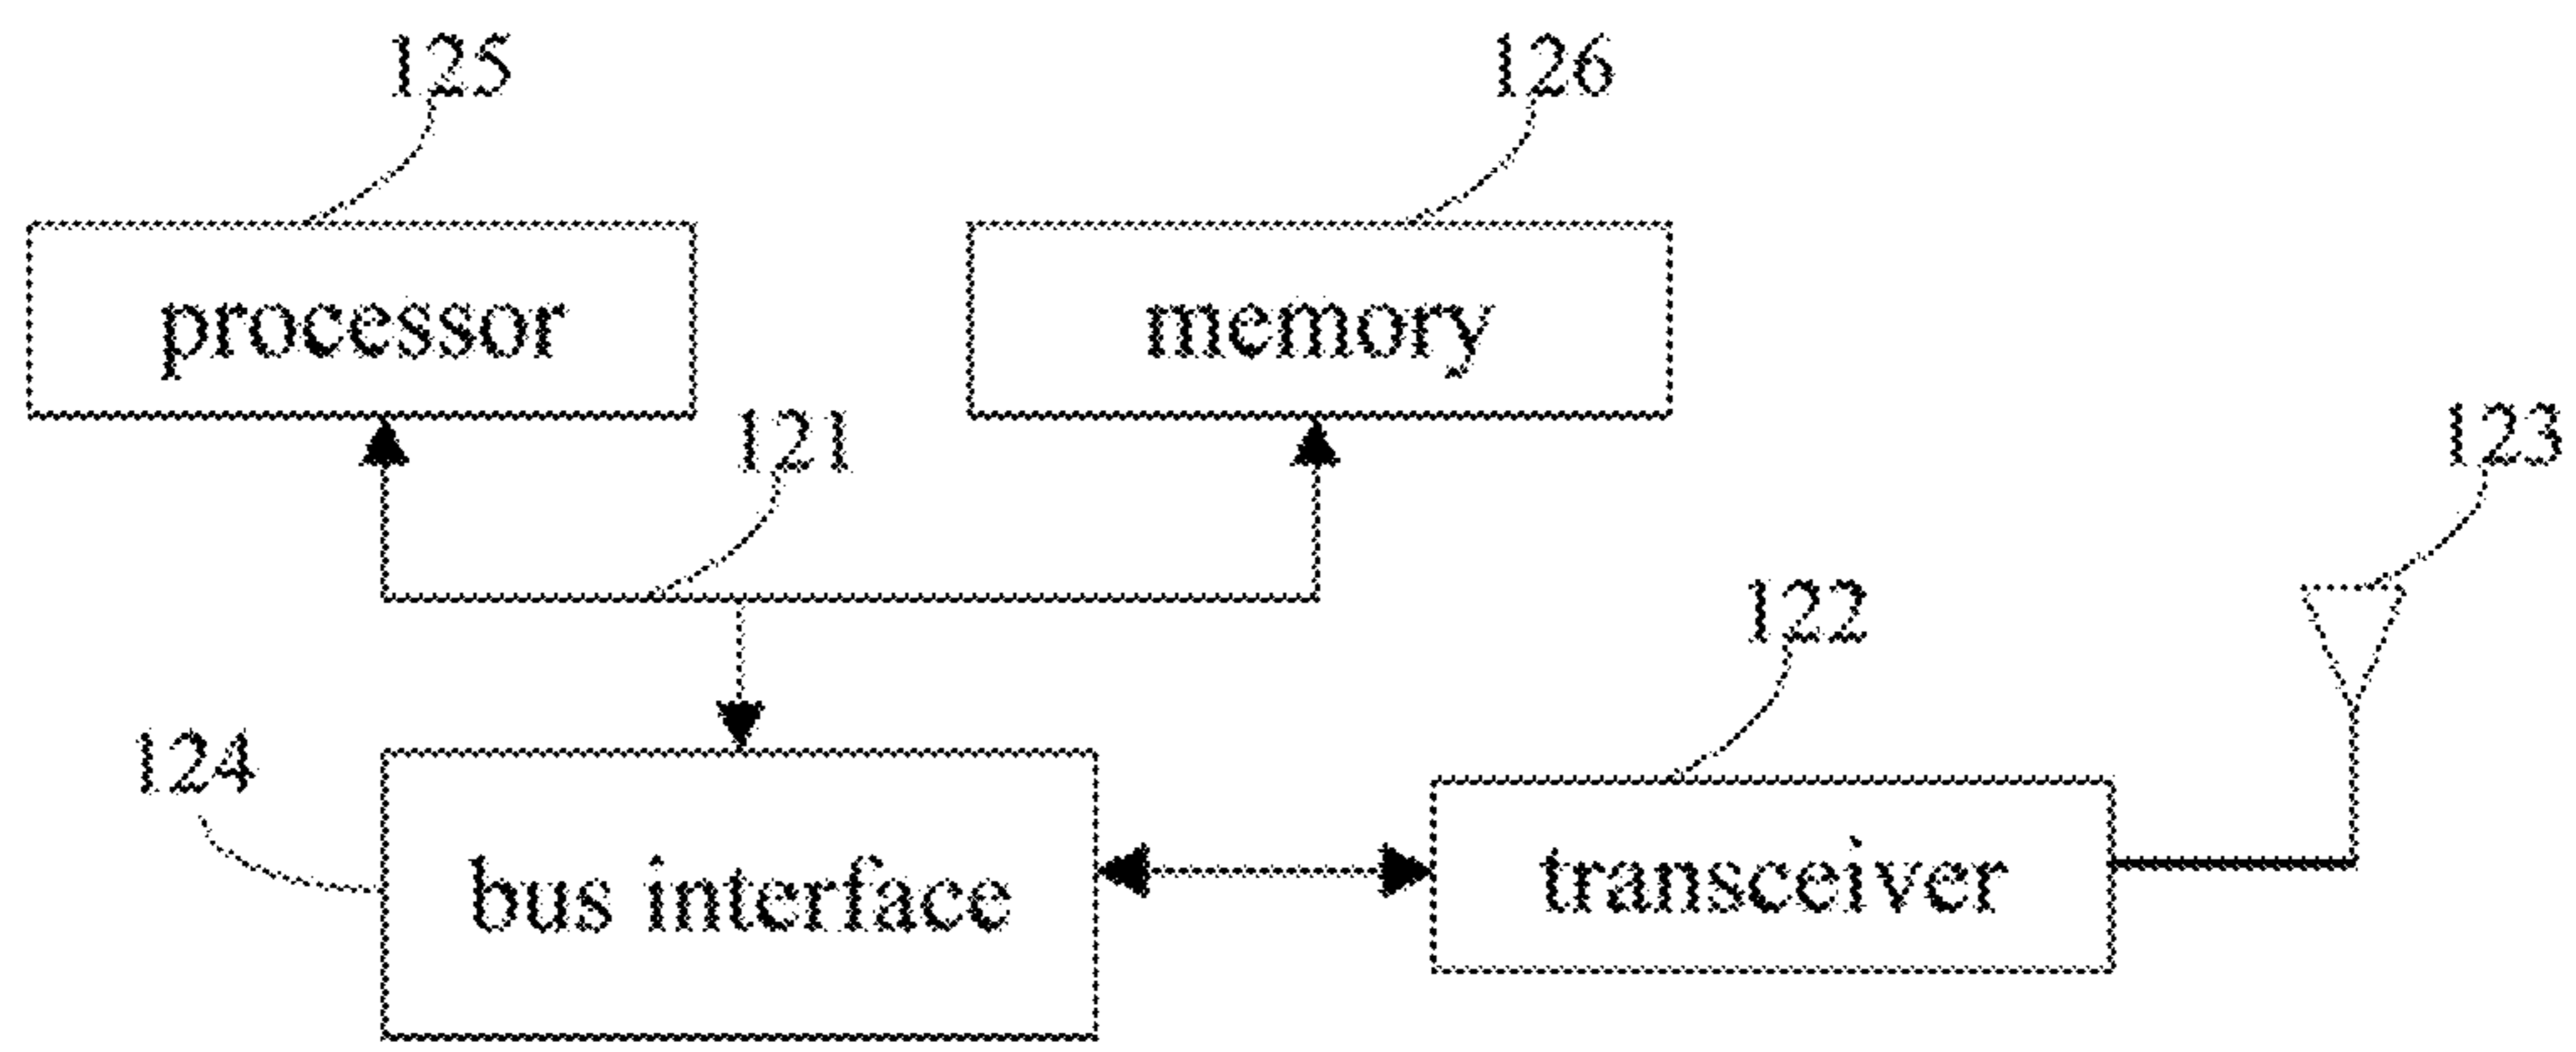 125
126
processor
memory
121
123
122
124
bus interface
transceiver